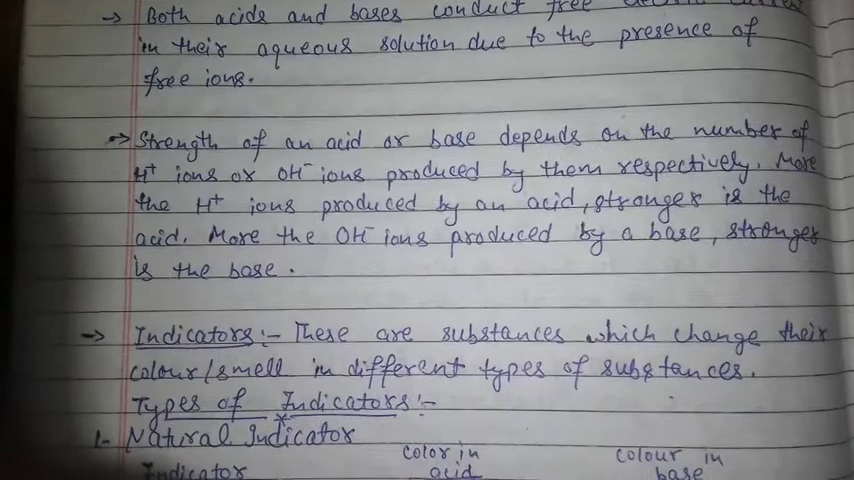 → Both acids and bases conduct free
in their aqueous solution due to the presence of
free ions.
→ Strength of an acid or base depends on the number of
H⁺ ions or OH⁻ ions produced by them respectively. More
the H⁺ ions produced by an acid, stronger is the
acid. More the OH⁻ ions produced by a base, stronger
is the base.
→ Indicators :- These are substances which change their
colour/smell in different types of substances.
Types of Indicators :-
1- Natural Indicator
Indicator color in acid colour in base